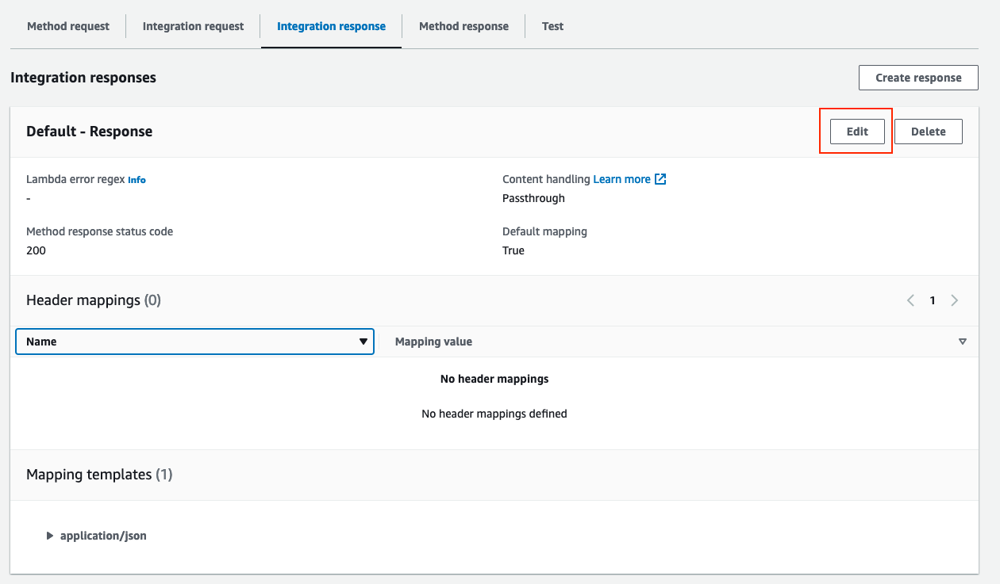 Method request
Integration request
Integration response
Method response
Test
Integration responses
Create response
Default - Response
Edit
Delete
Lambda error regex Info
-
Content handling Learn more
Passthrough
Method response status code
200
Default mapping
True
Header mappings (0)
1
Name
Mapping value
No header mappings
No header mappings defined
Mapping templates (1)
application/json